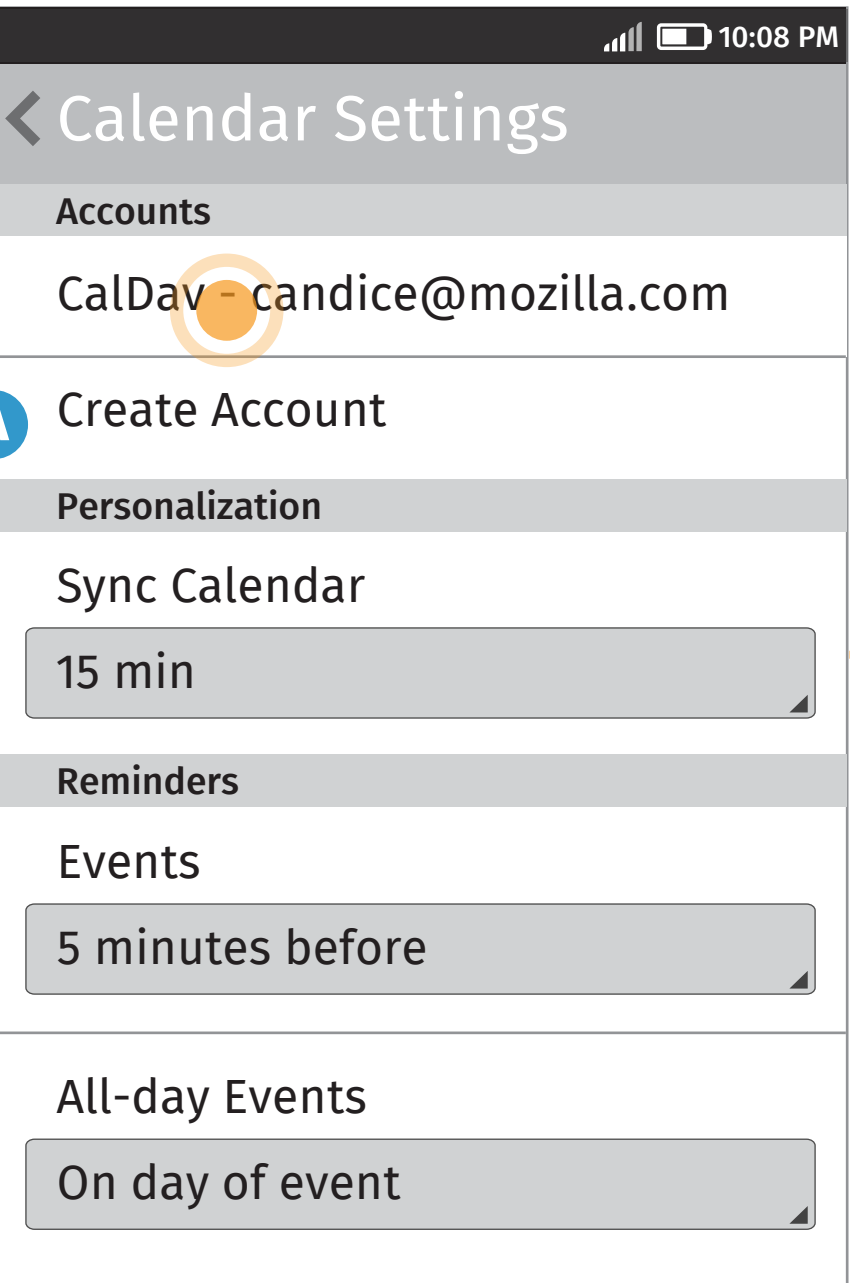 10:08 PM
Calendar Settings
Accounts
CalDav - candice@mozilla.com
Create Account
Personalization
Sync Calendar
15 min
Reminders
Events
5 minutes before
All-day Events
On day of event